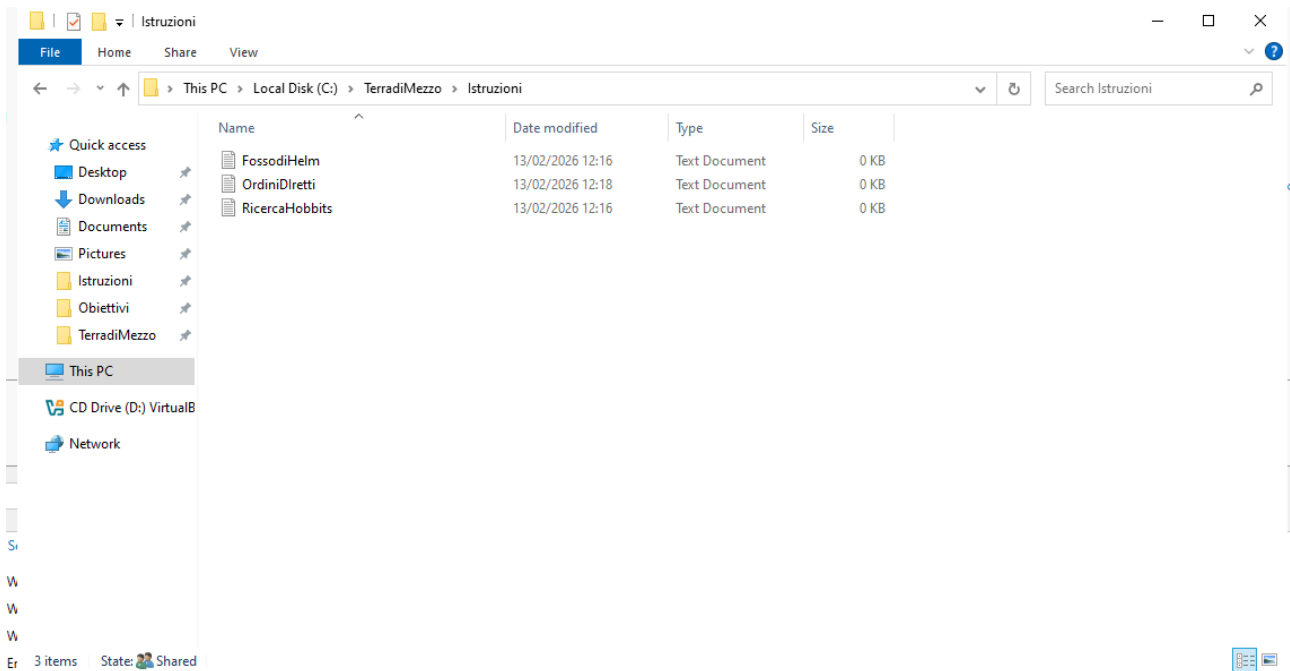 Istruzioni
File Home Share View
This PC > Local Disk (C:) > TerradiMezzo > Istruzioni
Search Istruzioni
Name Date modified Type Size
Quick access
Desktop
Downloads
Documents
Pictures
Istruzioni
Obiettivi
TerradiMezzo
This PC
CD Drive (D:) VirtualB
Network
FossodiHelm 13/02/2026 12:16 Text Document 0 KB
OrdiniDIretti 13/02/2026 12:18 Text Document 0 KB
RicercaHobbits 13/02/2026 12:16 Text Document 0 KB
3 items State: Shared